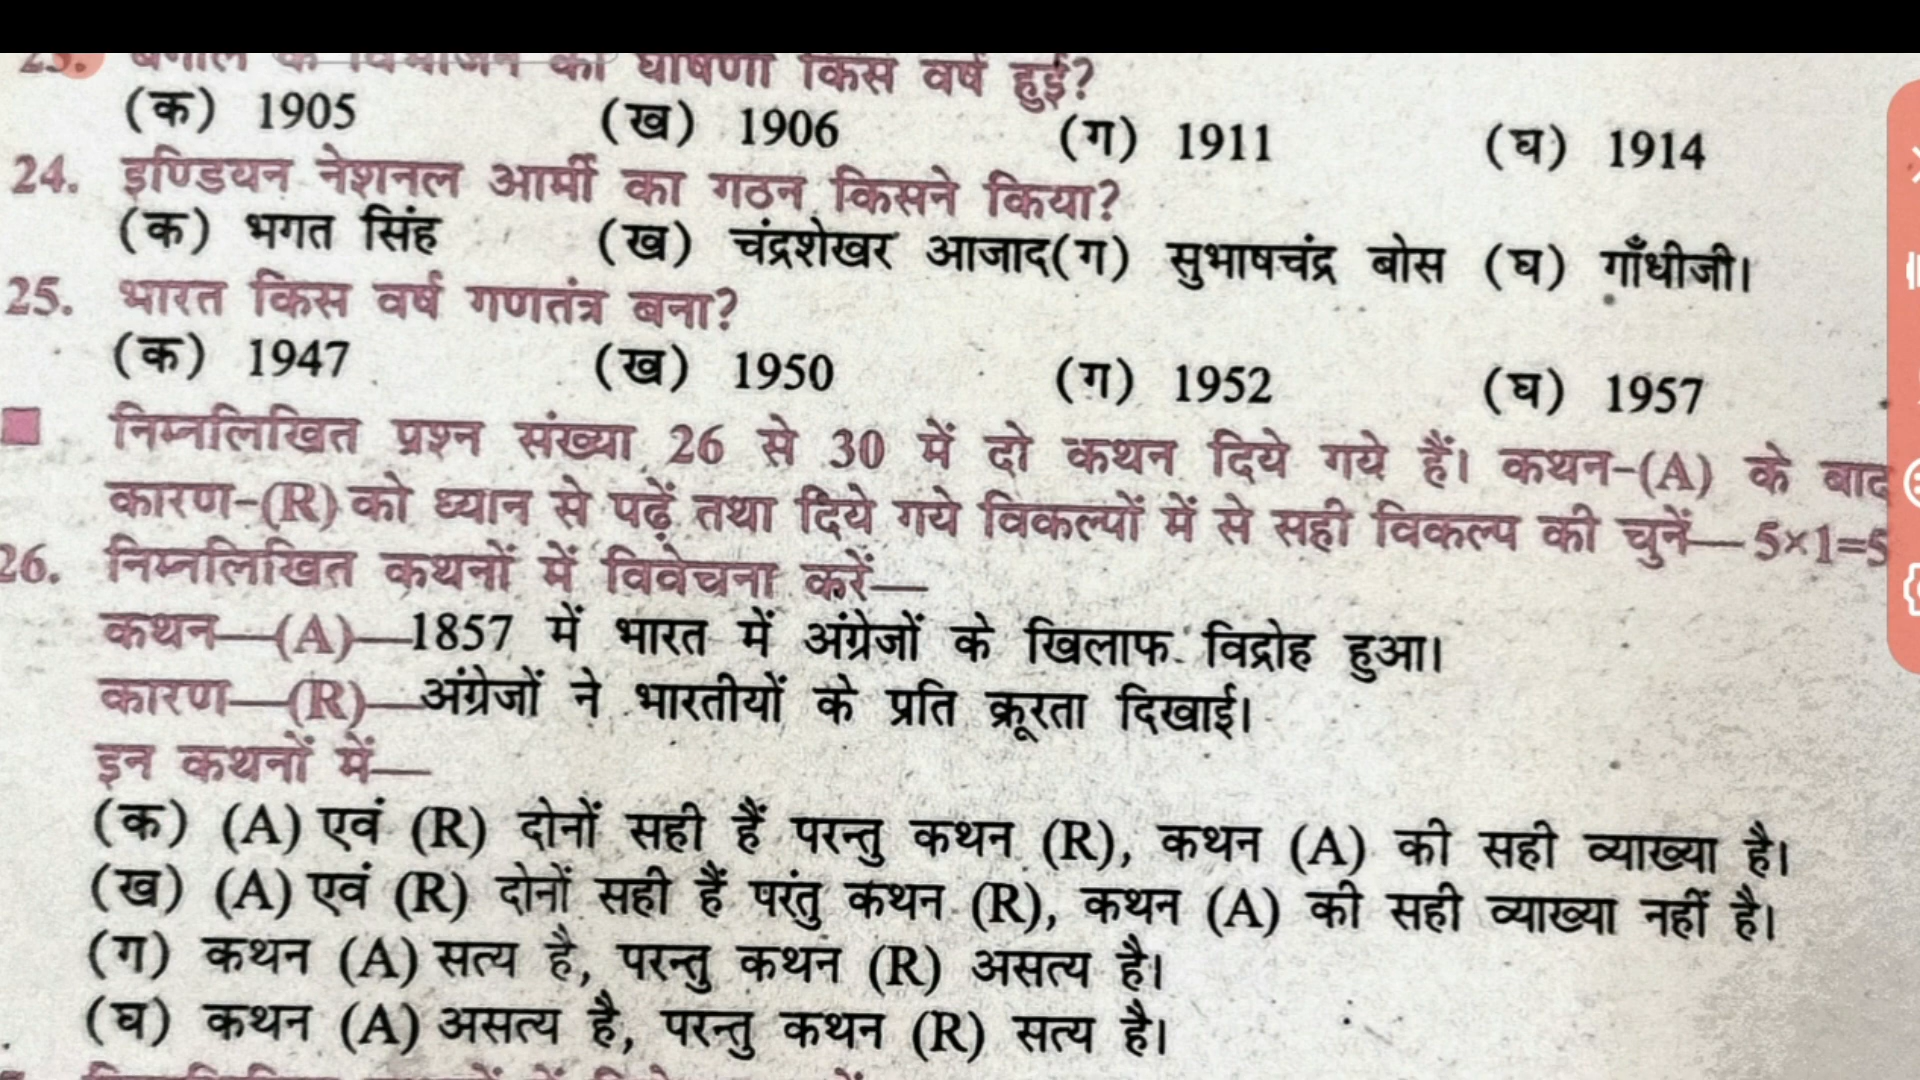 23. बंगाल के विभाजन की घोषणा किस वर्ष हुई?
(क) 1905 (ख) 1906 (ग) 1911 (घ) 1914
24. इण्डियन नेशनल आर्मी का गठन किसने किया?
(क) भगत सिंह (ख) चंद्रशेखर आजाद(ग) सुभाषचंद्र बोस (घ) गाँधीजी।
25. भारत किस वर्ष गणतंत्र बना?
(क) 1947 (ख) 1950 (ग) 1952 (घ) 1957
निम्नलिखित प्रश्न संख्या 26 से 30 में दो कथन दिये गये हैं। कथन-(A) के बाद
कारण-(R) को ध्यान से पढ़ें तथा दिये गये विकल्पों में से सही विकल्प की चुनें— 5×1=5
26. निम्नलिखित कथनों में विवेचना करें—
कथन—(A)—1857 में भारत में अंग्रेजों के खिलाफ विद्रोह हुआ।
कारण—(R)—अंग्रेजों ने भारतीयों के प्रति क्रूरता दिखाई।
इन कथनों में—
(क) (A) एवं (R) दोनों सही हैं परन्तु कथन (R), कथन (A) की सही व्याख्या है।
(ख) (A) एवं (R) दोनों सही हैं परंतु कथन (R), कथन (A) की सही व्याख्या नहीं है।
(ग) कथन (A) सत्य है, परन्तु कथन (R) असत्य है।
(घ) कथन (A) असत्य है, परन्तु कथन (R) सत्य है।